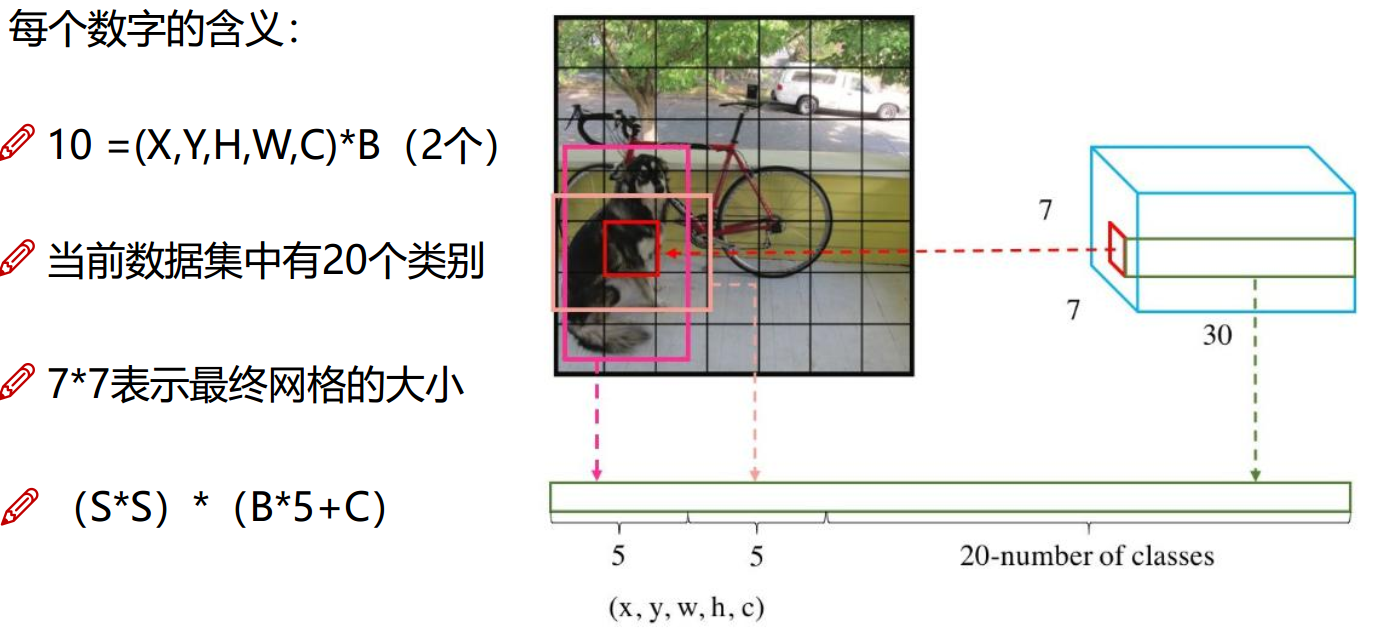 每个数字的含义：
10 =(X,Y,H,W,C)*B（2个）
当前数据集中有20个类别
7*7表示最终网格的大小
（S*S）*（B*5+C）
7
7
30
5
5
20-number of classes
(x, y, w, h, c)